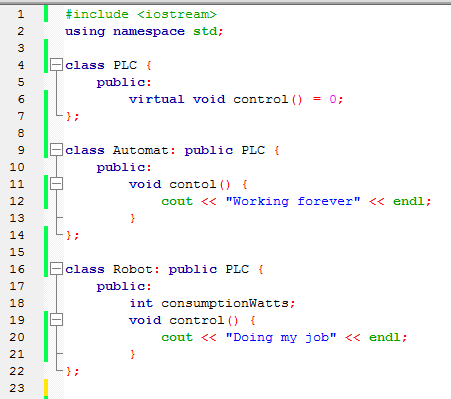 1 #include <iostream>
2 using namespace std;
3
4 class PLC {
5 public:
6 virtual void control() = 0;
7 };
8
9 class Automat: public PLC {
10 public:
11 void contol() {
12 cout << "Working forever" << endl;
13 }
14 };
15
16 class Robot: public PLC {
17 public:
18 int consumptionWatts;
19 void control() {
20 cout << "Doing my job" << endl;
21 }
22 };
23